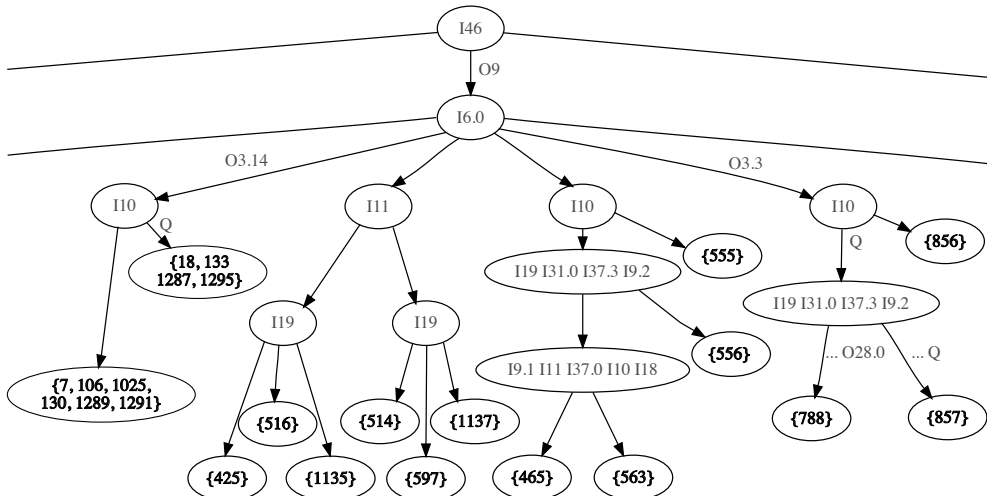 I46
O9
I6.0
O3.14
O3.3
I10
I11
I10
I10
Q
Q
{18, 133
1287, 1295}
{555}
{856}
I19 I31.0 I37.3 I9.2
I19 I31.0 I37.3 I9.2
I19
I19
{556}
... O28.0
... Q
I9.1 I11 I37.0 I10 I18
{7, 106, 1025,
130, 1289, 1291}
{516}
{514}
{1137}
{788}
{857}
{425}
{1135}
{597}
{465}
{563}